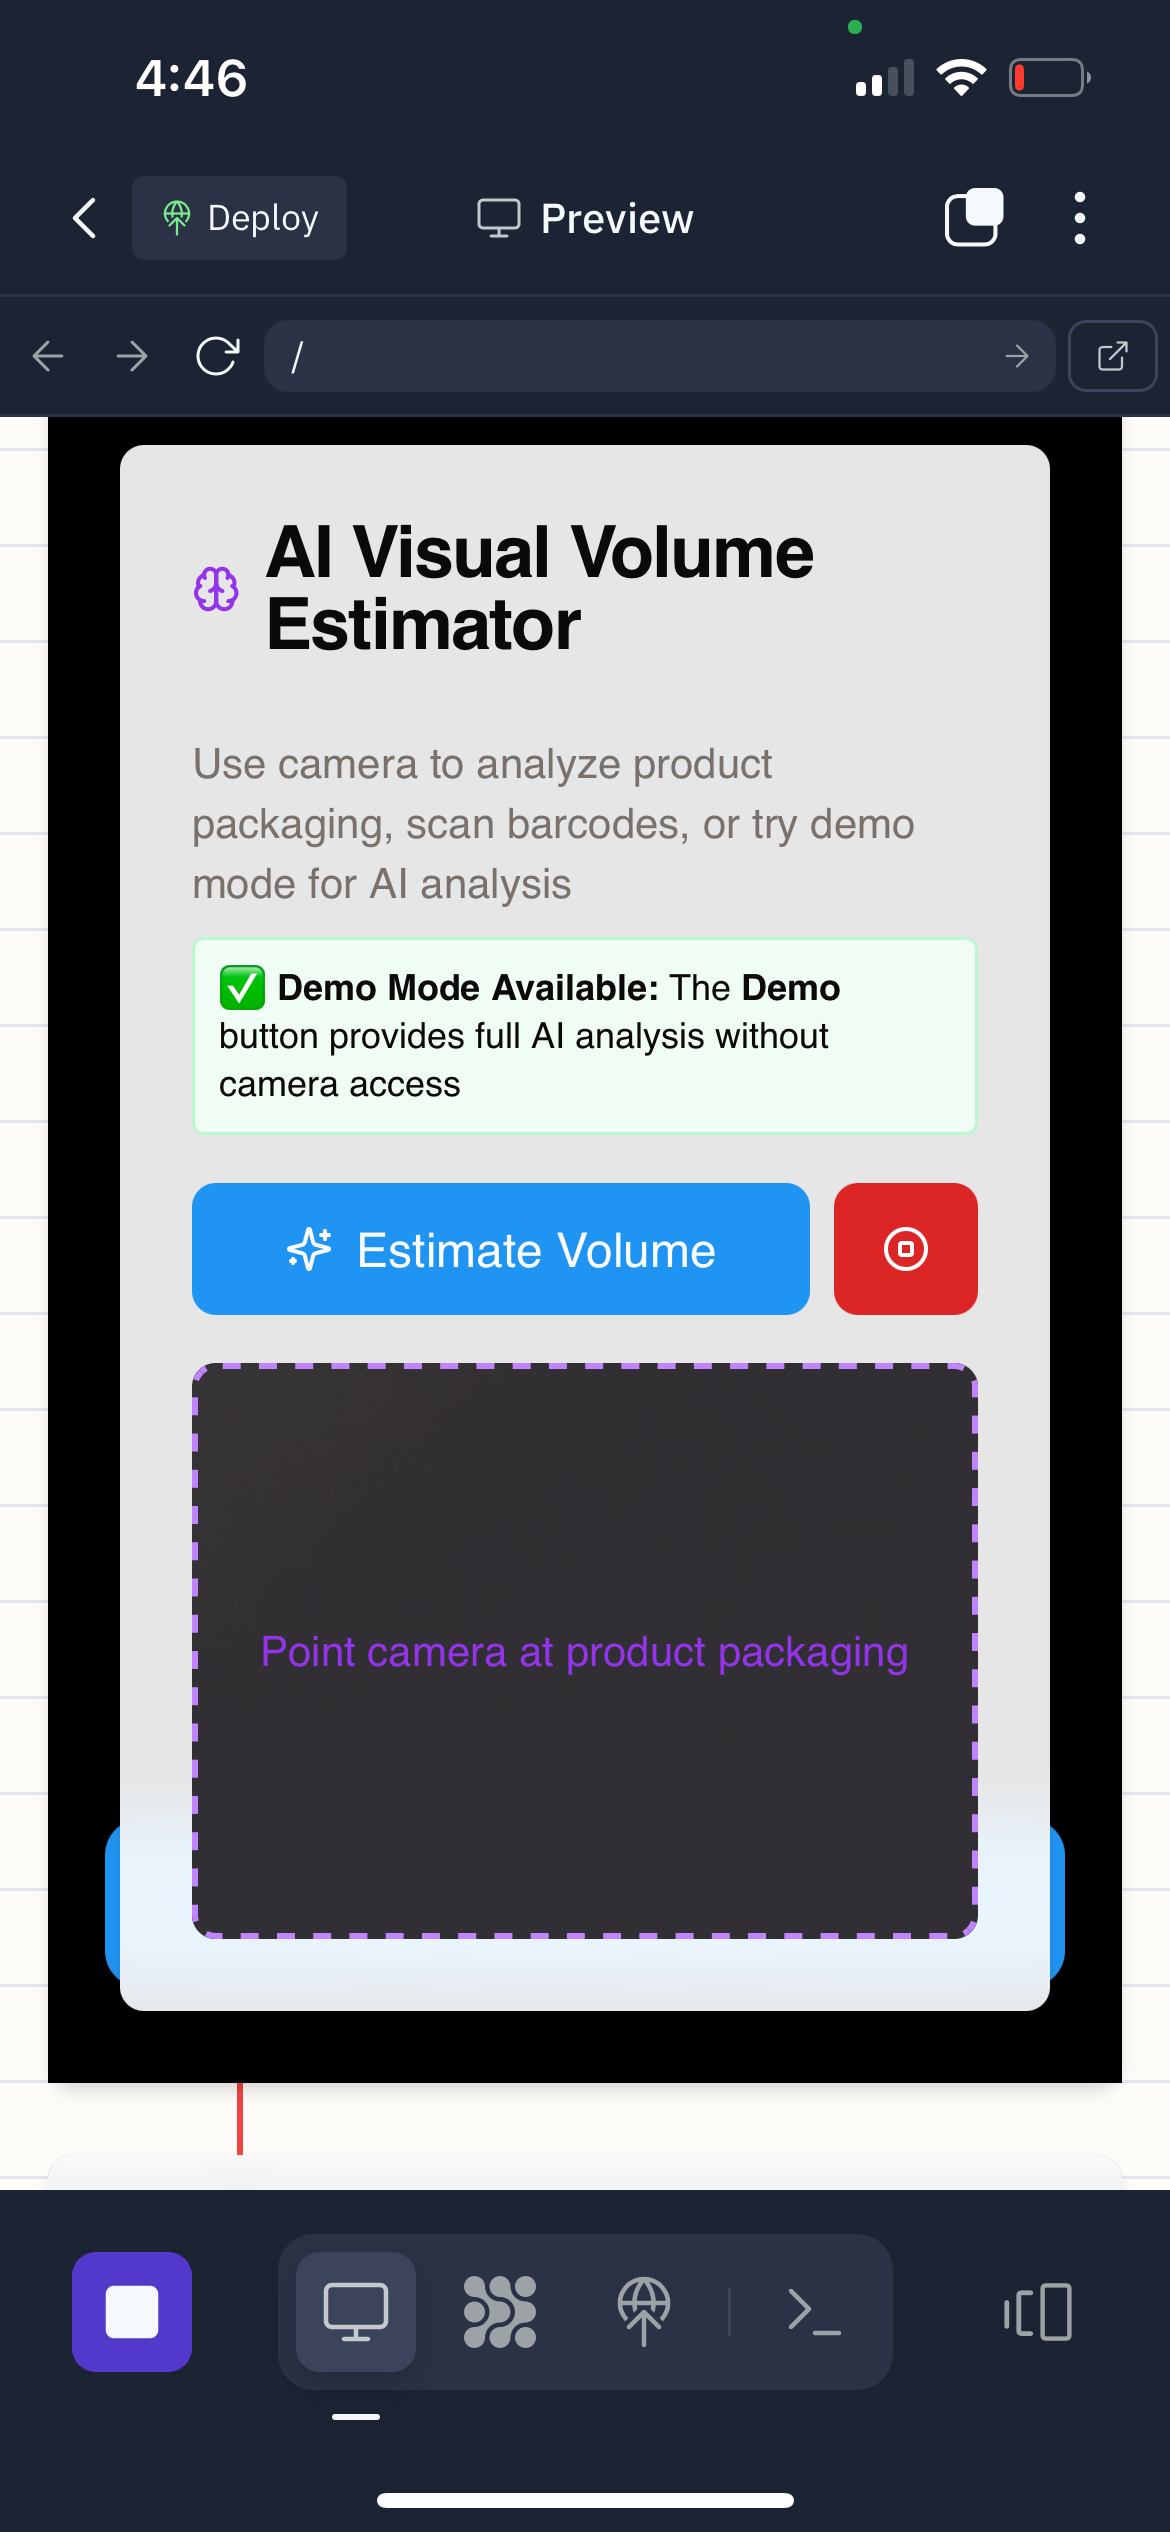 4:46
Deploy
Preview
/
AI Visual Volume
Estimator
Use camera to analyze product
packaging, scan barcodes, or try demo
mode for AI analysis
✅ Demo Mode Available: The Demo
button provides full AI analysis without
camera access
Estimate Volume
Point camera at product packaging